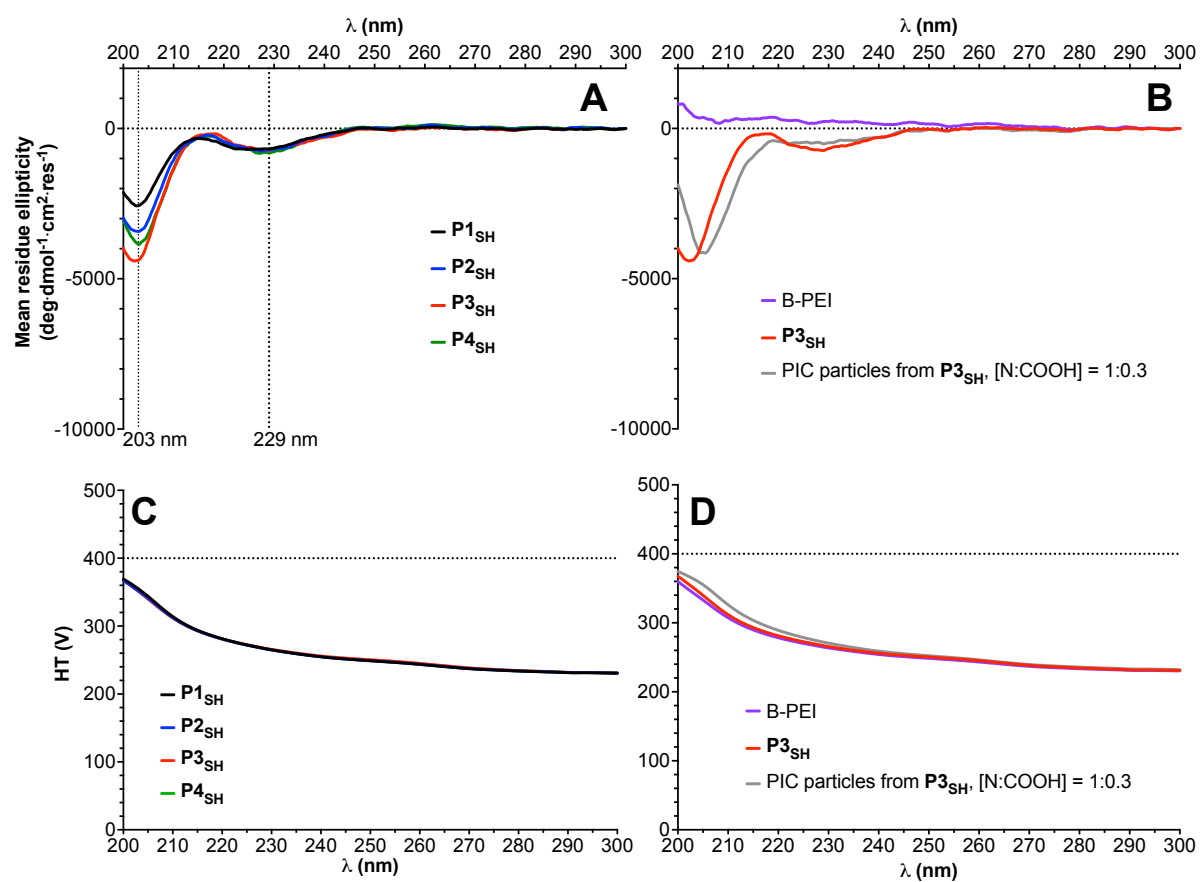 λ (nm)
200 210 220 230 240 250 260 270 280 290 300
A
0
-5000
-10000
Mean residue ellipticity
(deg·dmol-1·cm2·res-1)
P1SH
P2SH
P3SH
P4SH
203 nm
229 nm
λ (nm)
200 210 220 230 240 250 260 270 280 290 300
B
0
-5000
-10000
B-PEI
P3SH
PIC particles from P3SH, [N:COOH] = 1:0.3
C
500
400
300
200
100
0
HT (V)
P1SH
P2SH
P3SH
P4SH
200 210 220 230 240 250 260 270 280 290 300
λ (nm)
D
500
400
300
200
100
0
B-PEI
P3SH
PIC particles from P3SH, [N:COOH] = 1:0.3
200 210 220 230 240 250 260 270 280 290 300
λ (nm)